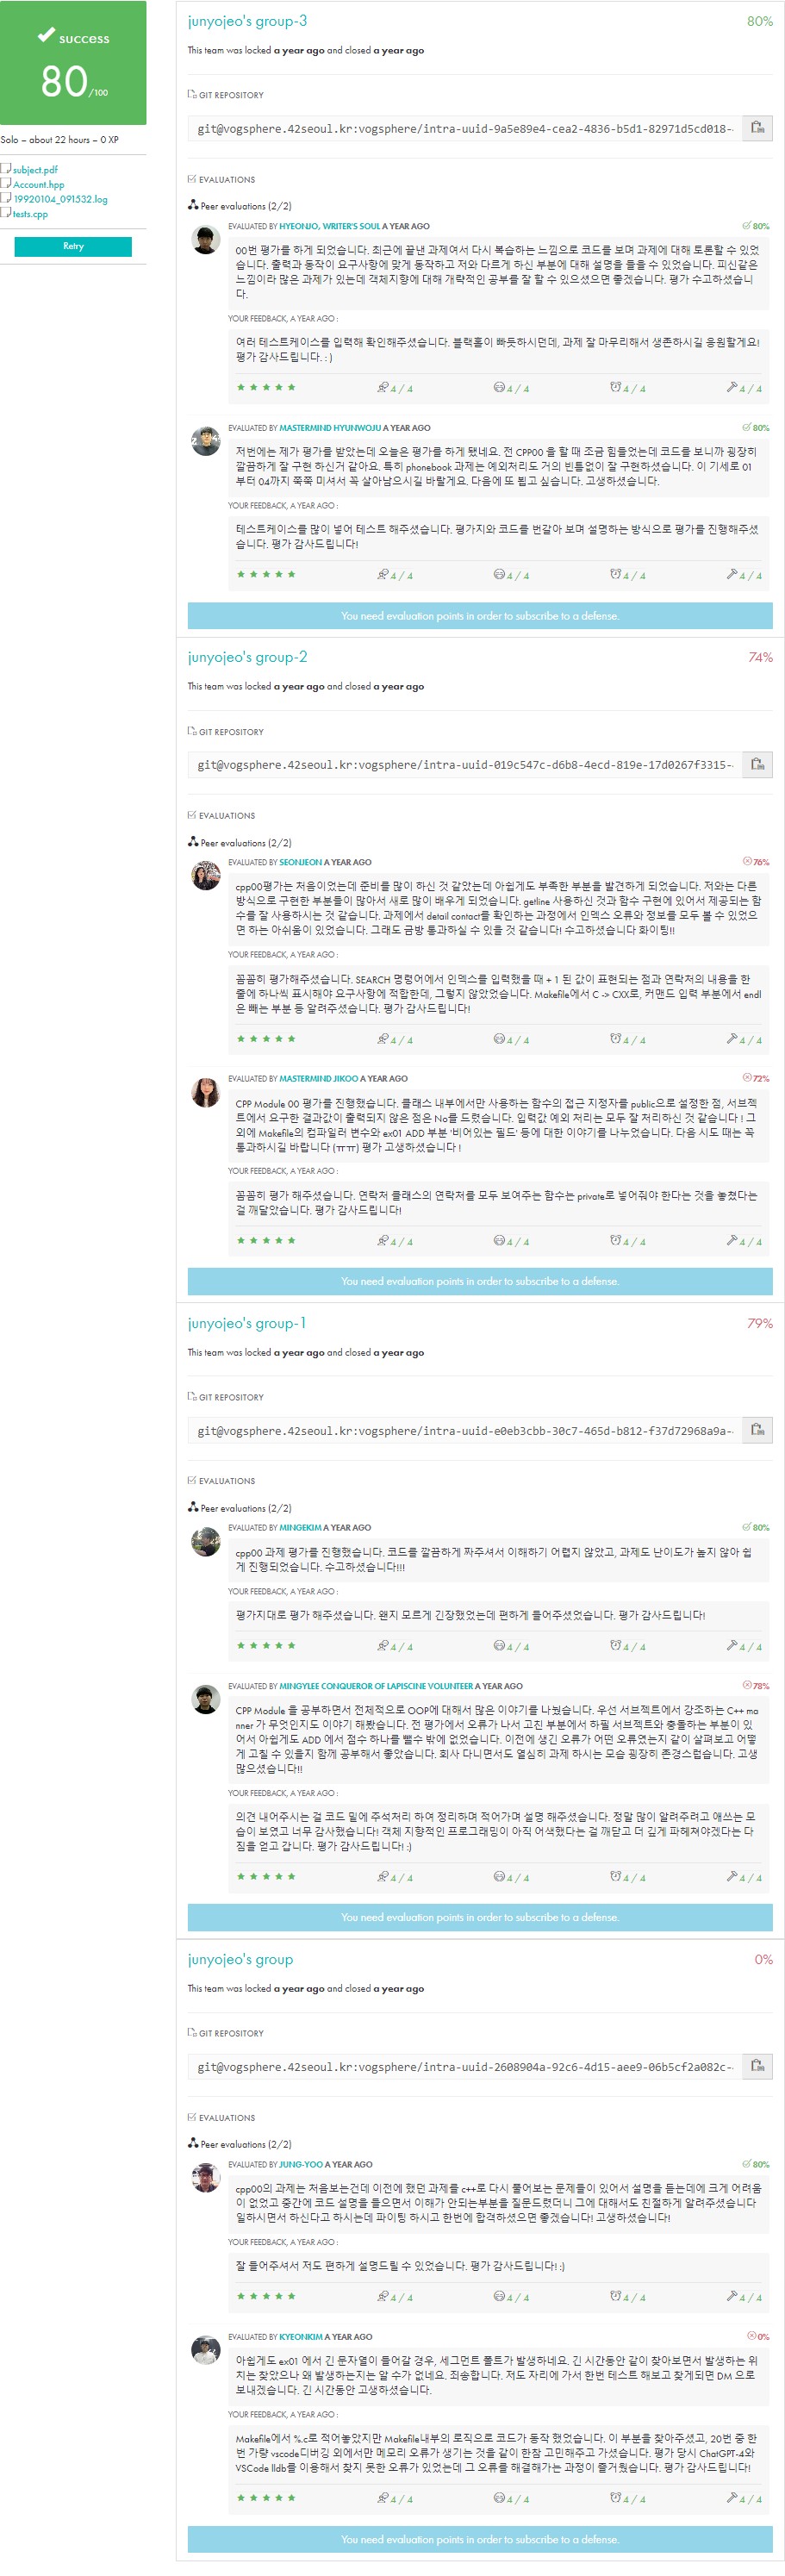 success
80/100
Solo – about 22 hours – 0 XP
subject.pdf
Account.hpp
19920104_091532.log
tests.cpp
Retry
junyojeo's group-3
80%
This team was locked a year ago and closed a year ago
GIT REPOSITORY
git@vogsphere.42seoul.kr:vogsphere/intra-uuid-9a5e89e4-cea2-4836-b5d1-82971d5cd018-
EVALUATIONS
Peer evaluations (2/2)
EVALUATED BY HYEONJO, WRITER'S SOUL A YEAR AGO
80%
00번 평가를 하게 되었습니다. 최근에 끝낸 과제여서 다시 복습하는 느낌으로 코드를 보며 과제에 대해 토론할 수 있었
습니다. 출력과 동작이 요구사항에 맞게 동작하고 저와 다르게 하신 부분에 대해 설명을 들을 수 있었습니다. 피신같은
느낌이라 많은 과제가 있는데 객체지향에 대해 개략적인 공부를 잘 할 수 있으셨으면 좋겠습니다. 평가 수고하셨습니
다.
YOUR FEEDBACK, A YEAR AGO :
여러 테스트케이스를 입력해 확인해주셨습니다. 블랙홀이 빠듯하시던데, 과제 잘 마무리해서 생존하시길 응원할게요!
평가 감사드립니다. : )
4 / 4
4 / 4
4 / 4
4 / 4
EVALUATED BY MASTERMIND HYUNWOJU A YEAR AGO
80%
저번에는 제가 평가를 받았는데 오늘은 평가를 하게 됐네요. 전 CPP00 을 할 때 조금 힘들었는데 코드를 보니까 굉장히
깔끔하게 잘 구현 하신거 같아요. 특히 phonebook 과제는 예외처리도 거의 빈틈없이 잘 구현하셨습니다. 이 기세로 01
부터 04까지 쭉쭉 미셔서 꼭 살아남으시길 바랄게요. 다음에 또 뵙고 싶습니다. 고생하셨습니다.
YOUR FEEDBACK, A YEAR AGO :
테스트케이스를 많이 넣어 테스트 해주셨습니다. 평가지와 코드를 번갈아 보며 설명하는 방식으로 평가를 진행해주셨
습니다. 평가 감사드립니다!
4 / 4
4 / 4
4 / 4
4 / 4
You need evaluation points in order to subscribe to a defense.
junyojeo's group-2
74%
This team was locked a year ago and closed a year ago
GIT REPOSITORY
git@vogsphere.42seoul.kr:vogsphere/intra-uuid-019c547c-d6b8-4ecd-819e-17d0267f3315-
EVALUATIONS
Peer evaluations (2/2)
EVALUATED BY SEONJEON A YEAR AGO
76%
cpp00평가는 처음이었는데 준비를 많이 하신 것 같았는데 아쉽게도 부족한 부분을 발견하게 되었습니다. 저와는 다른
방식으로 구현한 부분들이 많아서 새로 많이 배우게 되었습니다. getline 사용하신 것과 함수 구현에 있어서 제공되는 함
수를 잘 사용하시는 것 같습니다. 과제에서 detail contact를 확인하는 과정에서 인덱스 오류와 정보를 모두 볼 수 있었으
면 하는 아쉬움이 있었습니다. 그래도 금방 통과하실 수 있을 것 같습니다! 수고하셨습니다 화이팅!!
YOUR FEEDBACK, A YEAR AGO :
꼼꼼히 평가해주셨습니다. SEARCH 명령어에서 인덱스를 입력했을 때 + 1 된 값이 표현되는 점과 연락처의 내용을 한
줄에 하나씩 표시해야 요구사항에 적합한데, 그렇지 않았었습니다. Makefile에서 C -> CXX로, 커맨드 입력 부분에서 endl
은 빼는 부분 등 알려주셨습니다. 평가 감사드립니다!
4 / 4
4 / 4
4 / 4
4 / 4
EVALUATED BY MASTERMIND JIKOO A YEAR AGO
72%
CPP Module 00 평가를 진행했습니다. 클래스 내부에서만 사용하는 함수의 접근 지정자를 public으로 설정한 점, 서브젝
트에서 요구한 결과값이 출력되지 않은 점은 No를 드렸습니다. 입력값 예외 처리는 모두 잘 처리하신 것 같습니다 ! 그
외에 Makefile의 컴파일러 변수와 ex01 ADD 부분 '비어있는 필드' 등에 대한 이야기를 나누었습니다. 다음 시도 때는 꼭
통과하시길 바랍니다 (ㅠㅠ) 평가 고생하셨습니다 !
YOUR FEEDBACK, A YEAR AGO :
꼼꼼히 평가 해주셨습니다. 연락처 클래스의 연락처를 모두 보여주는 함수는 private로 넣어줘야 한다는 것을 놓쳤다는
걸 깨달았습니다. 평가 감사드립니다!
4 / 4
4 / 4
4 / 4
4 / 4
You need evaluation points in order to subscribe to a defense.
junyojeo's group-1
79%
This team was locked a year ago and closed a year ago
GIT REPOSITORY
git@vogsphere.42seoul.kr:vogsphere/intra-uuid-e0eb3cbb-30c7-465d-b812-f37d72968a9a-
EVALUATIONS
Peer evaluations (2/2)
EVALUATED BY MINGEKIM A YEAR AGO
80%
cpp00 과제 평가를 진행했습니다. 코드를 깔끔하게 짜주셔서 이해하기 어렵지 않았고, 과제도 난이도가 높지 않아 쉽
게 진행되었습니다. 수고하셨습니다!!!
YOUR FEEDBACK, A YEAR AGO :
평가지대로 평가 해주셨습니다. 왠지 모르게 긴장했었는데 편하게 들어주셨었습니다. 평가 감사드립니다!
4 / 4
4 / 4
4 / 4
4 / 4
EVALUATED BY MINGYLEE CONQUEROR OF LAPISCINE VOLUNTEER A YEAR AGO
78%
CPP Module 을 공부하면서 전체적으로 OOP에 대해서 많은 이야기를 나눴습니다. 우선 서브젝트에서 강조하는 C++ ma
nner 가 무엇인지도 이야기 해봤습니다. 전 평가에서 오류가 나서 고친 부분에서 하필 서브젝트와 충돌하는 부분이 있
어서 아쉽게도 ADD 에서 점수 하나를 뺄수 밖에 없었습니다. 이전에 생긴 오류가 어떤 오류였는지 같이 살펴보고 어떻
게 고칠 수 있을지 함께 공부해서 좋았습니다. 회사 다니면서도 열심히 과제 하시는 모습 굉장히 존경스럽습니다. 고생
많으셨습니다!!
YOUR FEEDBACK, A YEAR AGO :
의견 내어주시는 걸 코드 밑에 주석처리 하여 정리하며 적어가며 설명 해주셨습니다. 정말 많이 알려주려고 애쓰는 모
습이 보였고 너무 감사했습니다! 객체 지향적인 프로그래밍이 아직 어색했다는 걸 깨닫고 더 깊게 파헤쳐야겠다는 다
짐을 얻고 갑니다. 평가 감사드립니다! :)
4 / 4
4 / 4
4 / 4
4 / 4
You need evaluation points in order to subscribe to a defense.
junyojeo's group
0%
This team was locked a year ago and closed a year ago
GIT REPOSITORY
git@vogsphere.42seoul.kr:vogsphere/intra-uuid-2608904a-92c6-4d15-aee9-06b5cf2a082c-
EVALUATIONS
Peer evaluations (2/2)
EVALUATED BY JUNG-YOO A YEAR AGO
80%
cpp00의 과제는 처음보는건데 이전에 했던 과제를 c++로 다시 풀어보는 문제들이 있어서 설명을 듣는데에 크게 어려움
이 없었고 중간에 코드 설명을 들으면서 이해가 안되는부분을 질문드렸더니 그에 대해서도 친절하게 알려주셨습니다
일하시면서 하신다고 하시는데 파이팅 하시고 한번에 합격하셨으면 좋겠습니다! 고생하셨습니다!
YOUR FEEDBACK, A YEAR AGO :
잘 들어주셔서 저도 편하게 설명드릴 수 있었습니다. 평가 감사드립니다! :)
4 / 4
4 / 4
4 / 4
4 / 4
EVALUATED BY KYEONKIM A YEAR AGO
0%
아쉽게도 ex01 에서 긴 문자열이 들어갈 경우, 세그먼트 폴트가 발생하네요. 긴 시간동안 같이 찾아보면서 발생하는 위
치는 찾았으나 왜 발생하는지는 알 수가 없네요. 죄송합니다. 저도 자리에 가서 한번 테스트 해보고 찾게되면 DM 으로
보내겠습니다. 긴 시간동안 고생하셨습니다.
YOUR FEEDBACK, A YEAR AGO :
Makefile에서 %.c로 적어놓았지만 Makefile내부의 로직으로 코드가 동작 했었습니다. 이 부분을 찾아주셨고, 20번 중 한
번 가량 vscode디버깅 외에서만 메모리 오류가 생기는 것을 같이 한참 고민해주고 가셨습니다. 평가 당시 ChatGPT-4와
VSCode lldb를 이용해서 찾지 못한 오류가 있었는데 그 오류를 해결해가는 과정이 즐거웠습니다. 평가 감사드립니다!
4 / 4
4 / 4
4 / 4
4 / 4
You need evaluation points in order to subscribe to a defense.